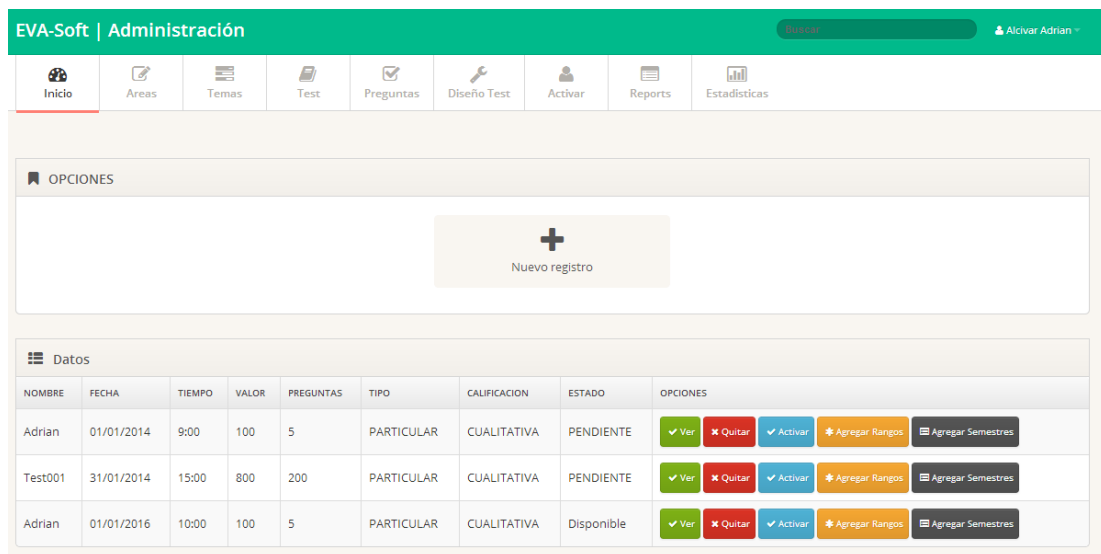 EVA-Soft | Administración Buscar Alcivar Adrian
Inicio Areas Temas Test Preguntas Diseño Test Activar Reports Estadisticas
OPCIONES
Nuevo registro
Datos
NOMBRE FECHA TIEMPO VALOR PREGUNTAS TIPO CALIFICACION ESTADO OPCIONES
Adrian 01/01/2014 9:00 100 5 PARTICULAR CUALITATIVA PENDIENTE Ver Quitar Activar Agregar Rangos Agregar Semestres
Test001 31/01/2014 15:00 800 200 PARTICULAR CUALITATIVA PENDIENTE Ver Quitar Activar Agregar Rangos Agregar Semestres
Adrian 01/01/2016 10:00 100 5 PARTICULAR CUALITATIVA Disponible Ver Quitar Activar Agregar Rangos Agregar Semestres